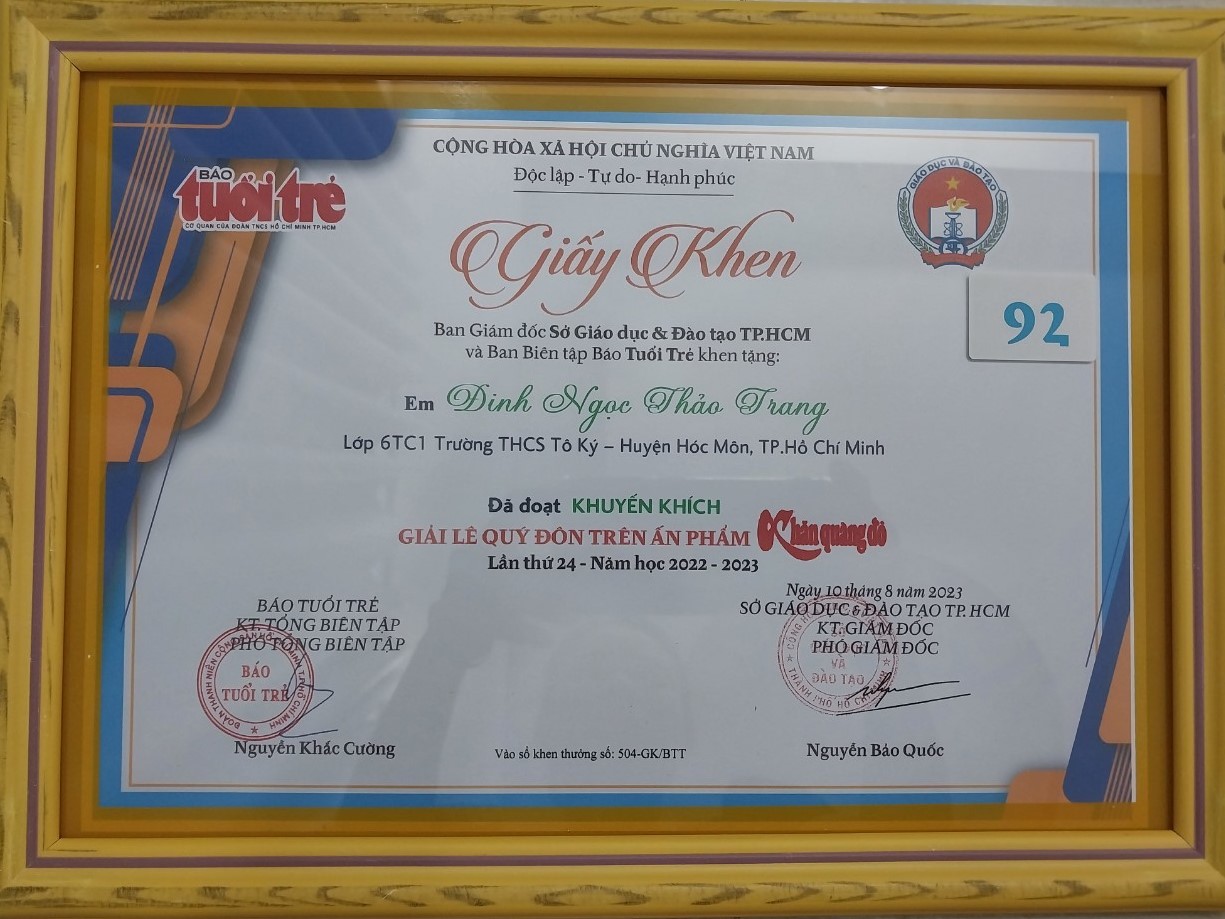 CỘNG HÒA XÃ HỘI CHỦ NGHĨA VIỆT NAM
Độc lập - Tự do- Hạnh phúc
BÁO
tuổi trẻ
CƠ QUAN CỦA ĐOÀN TNCS HỒ CHÍ MINH TP.HCM
GIÁO DỤC VÀ ĐÀO TẠO
Giấy Khen
92
Ban Giám đốc Sở Giáo dục & Đào tạo TP.HCM
và Ban Biên tập Báo Tuổi Trẻ khen tặng:
Em Đinh Ngọc Thảo Trang
Lớp 6TC1 Trường THCS Tô Ký – Huyện Hóc Môn, TP.Hồ Chí Minh
Đã đoạt KHUYẾN KHÍCH
GIẢI LÊ QUÝ ĐÔN TRÊN ẤN PHẨM Khăn quàng đỏ
Lần thứ 24 - Năm học 2022 - 2023
BÁO TUỔI TRẺ
KT. TỔNG BIÊN TẬP
PHÓ TỔNG BIÊN TẬP
BÁO
TUỔI TRẺ
Nguyễn Khắc Cường
Vào sổ khen thưởng số: 504-GK/BTT
Ngày 10 tháng 8 năm 2023
SỞ GIÁO DỤC & ĐÀO TẠO TP. HCM
KT. GIÁM ĐỐC
PHÓ GIÁM ĐỐC
VÀ
ĐÀO TẠO
THÀNH PHỐ HỒ CHÍ MINH
Nguyễn Bảo Quốc